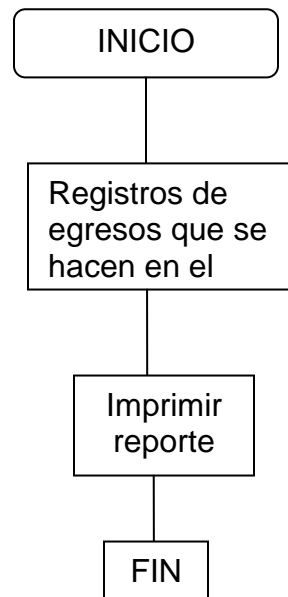 INICIO
Registros de
egresos que se
hacen en el
Imprimir
reporte
FIN